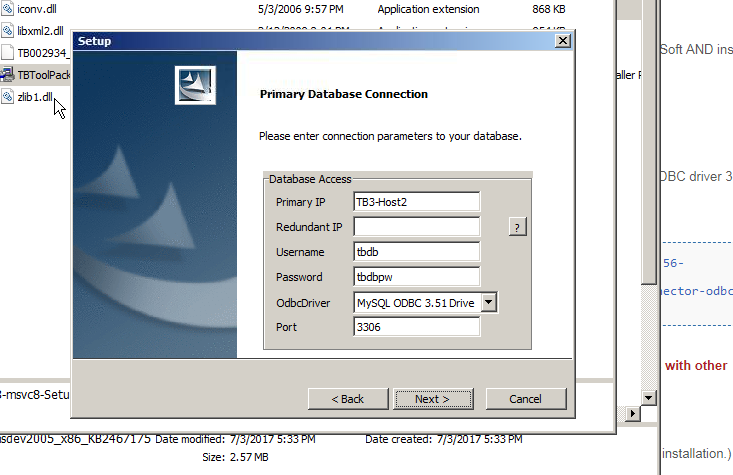 iconv.dll 5/3/2006 9:57 PM Application extension 868 KB
libxml2.dll
Soft AND ins
TB002934_
TBToolPack
aller P
zlib1.dll
Setup
Primary Database Connection
Please enter connection parameters to your database.
DBC driver 3
Database Access
Primary IP TB3-Host2
Redundant IP ?
Username tbdb
56-
Password tbdbpw
nector-odbc
OdbcDriver MySQL ODBC 3.51 Drive
Port 3306
with other
< Back Next > Cancel
3-msvc8-Setu
isdev2005_x86_KB2467175 Date modified: 7/3/2017 5:33 PM Date created: 7/3/2017 5:33 PM
Size: 2.57 MB
installation.)